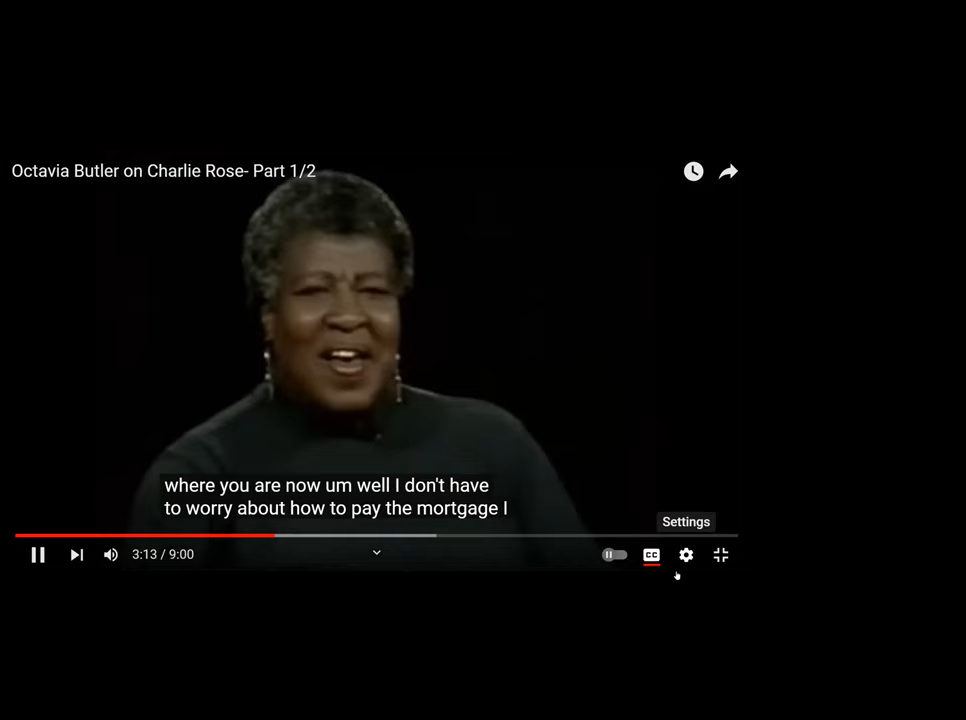 Octavia Butler on Charlie Rose- Part 1/2
where you are now um well I don't have
to worry about how to pay the mortgage I
Settings
3:13 / 9:00
CC